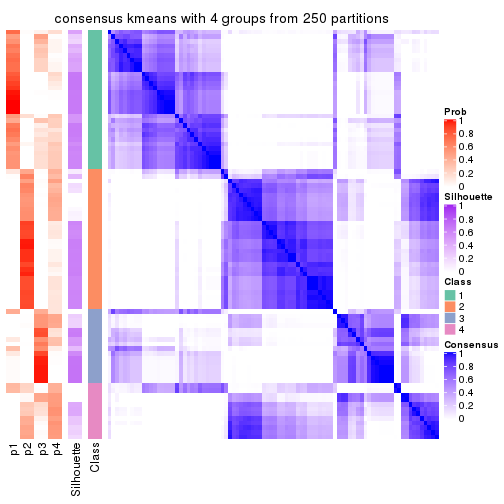 consensus kmeans with 4 groups from 250 partitions
Prob
1
0.8
0.6
0.4
0.2
0
Silhouette
1
0.8
0.6
0.4
0.2
0
Class
1
2
3
4
Consensus
1
0.8
0.6
0.4
0.2
0
p1
p2
p3
p4
Silhouette
Class